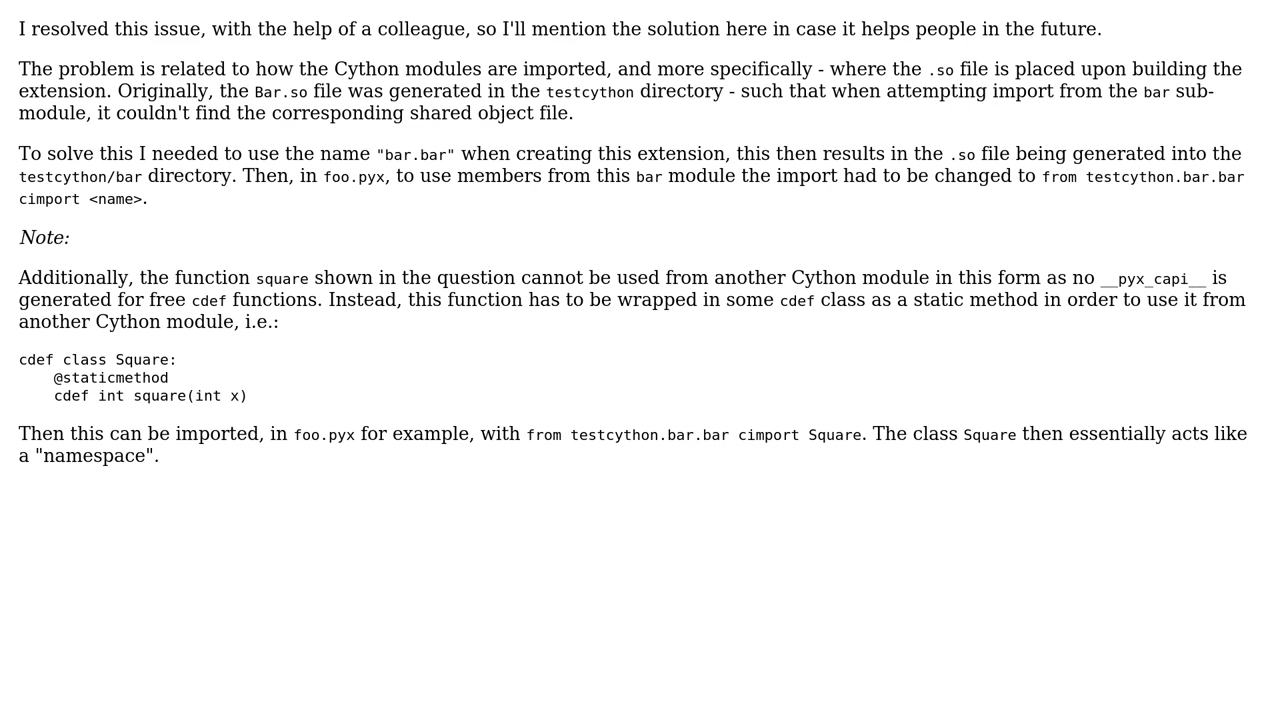 I resolved this issue, with the help of a colleague, so I'll mention the solution here in case it helps people in the future.
The problem is related to how the Cython modules are imported, and more specifically - where the .so file is placed upon building the
extension. Originally, the Bar.so file was generated in the testcython directory - such that when attempting import from the bar sub-
module, it couldn't find the corresponding shared object file.
To solve this I needed to use the name "bar.bar" when creating this extension, this then results in the .so file being generated into the
testcython/bar directory. Then, in foo.pyx, to use members from this bar module the import had to be changed to from testcython.bar.bar
cimport <name>.
Note:
Additionally, the function square shown in the question cannot be used from another Cython module in this form as no __pyx_capi__ is
generated for free cdef functions. Instead, this function has to be wrapped in some cdef class as a static method in order to use it from
another Cython module, i.e.:
cdef class Square:
    @staticmethod
    cdef int square(int x)
Then this can be imported, in foo.pyx for example, with from testcython.bar.bar cimport Square. The class Square then essentially acts like
a "namespace".